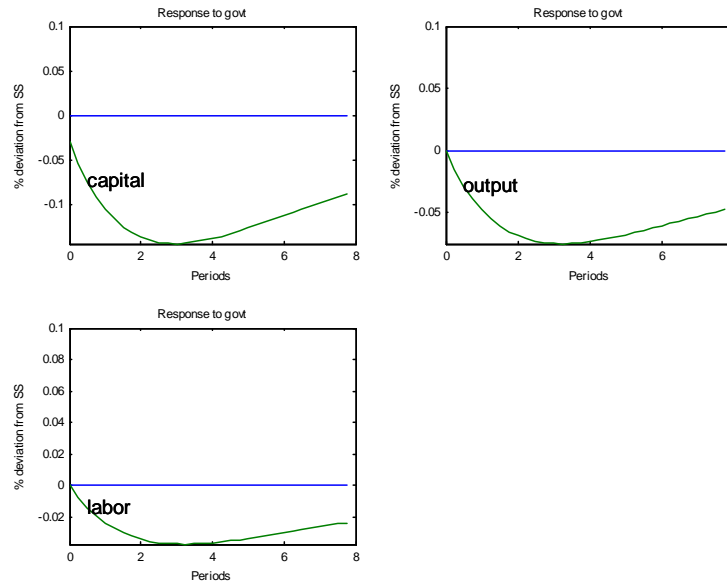 Response to govt
0.1
0.05
0
-0.05
-0.1
% deviation from SS
capital
0 2 4 6 8
Periods
Response to govt
0.1
0.05
0
-0.05
% deviation from SS
output
0 2 4 6
Periods
Response to govt
0.1
0.08
0.06
0.04
0.02
0
-0.02
% deviation from SS
labor
0 2 4 6 8
Periods